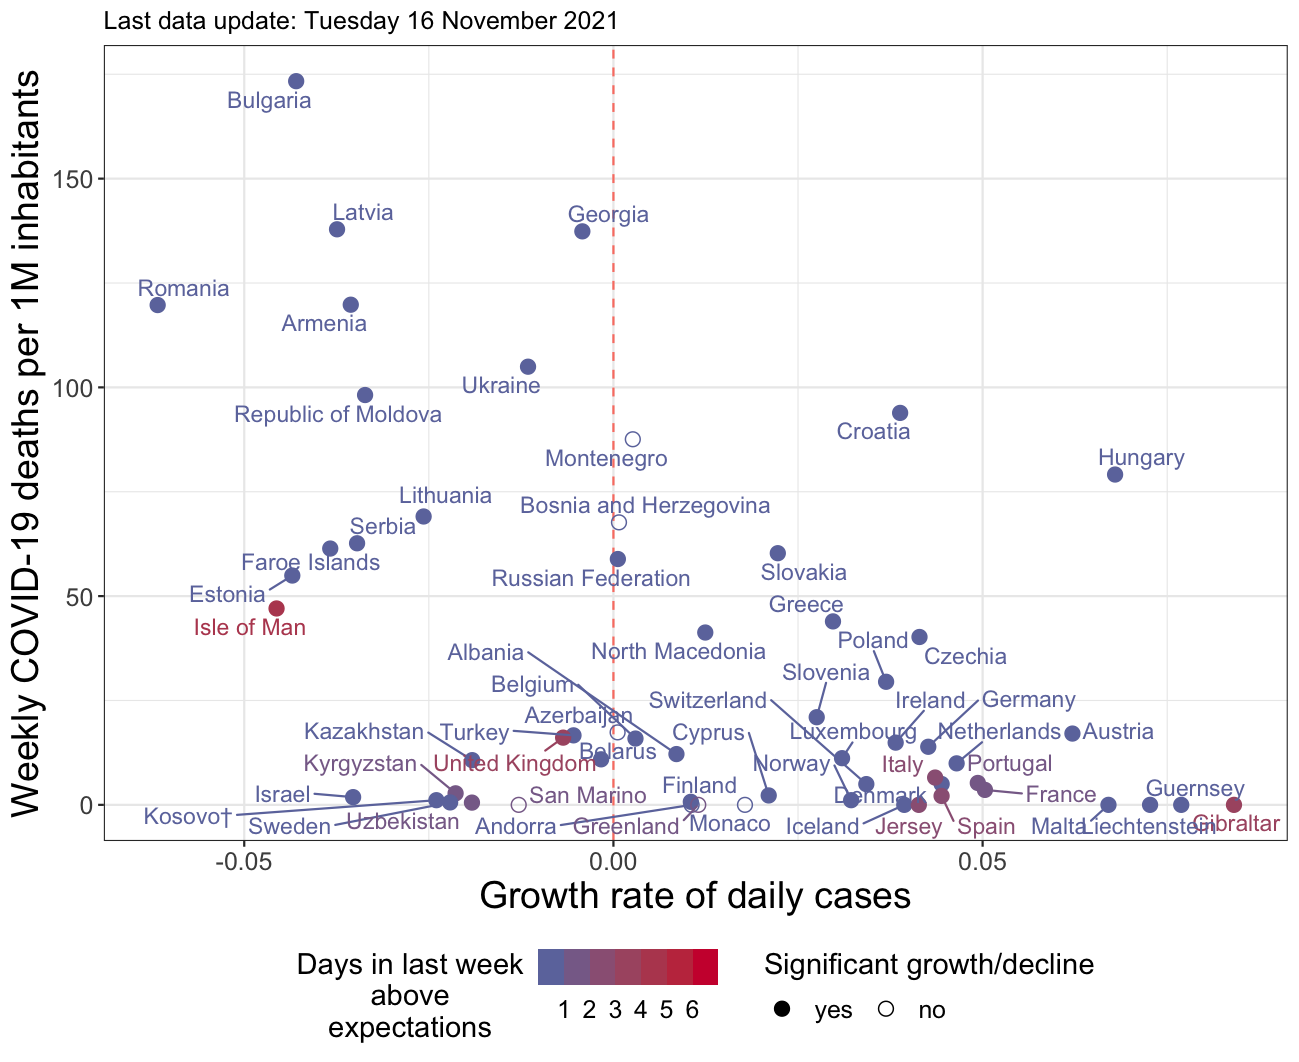 Last data update: Tuesday 16 November 2021
Weekly COVID-19 deaths per 1M inhabitants
150
100
50
0
Bulgaria
Latvia
Georgia
Romania
Armenia
Ukraine
Republic of Moldova
Croatia
Montenegro
Hungary
Lithuania
Bosnia and Herzegovina
Serbia
Faroe Islands
Russian Federation
Slovakia
Estonia
Greece
Isle of Man
Poland
Albania
North Macedonia
Czechia
Slovenia
Belgium
Switzerland
Ireland
Germany
Azerbaijan
Kazakhstan
Turkey
Cyprus
Luxembourg
Netherlands
Austria
Belarus
Kyrgyzstan
United Kingdom
Norway
Italy
Portugal
Finland
Guernsey
Israel
San Marino
Denmark
France
Kosovo†
Sweden
Uzbekistan
Andorra
Greenland
Monaco
Iceland
Jersey
Spain
Malta
Liechtenstein
Gibraltar
-0.05
0.00
0.05
Growth rate of daily cases
Days in last week
above
expectations
1 2 3 4 5 6
Significant growth/decline
yes
no